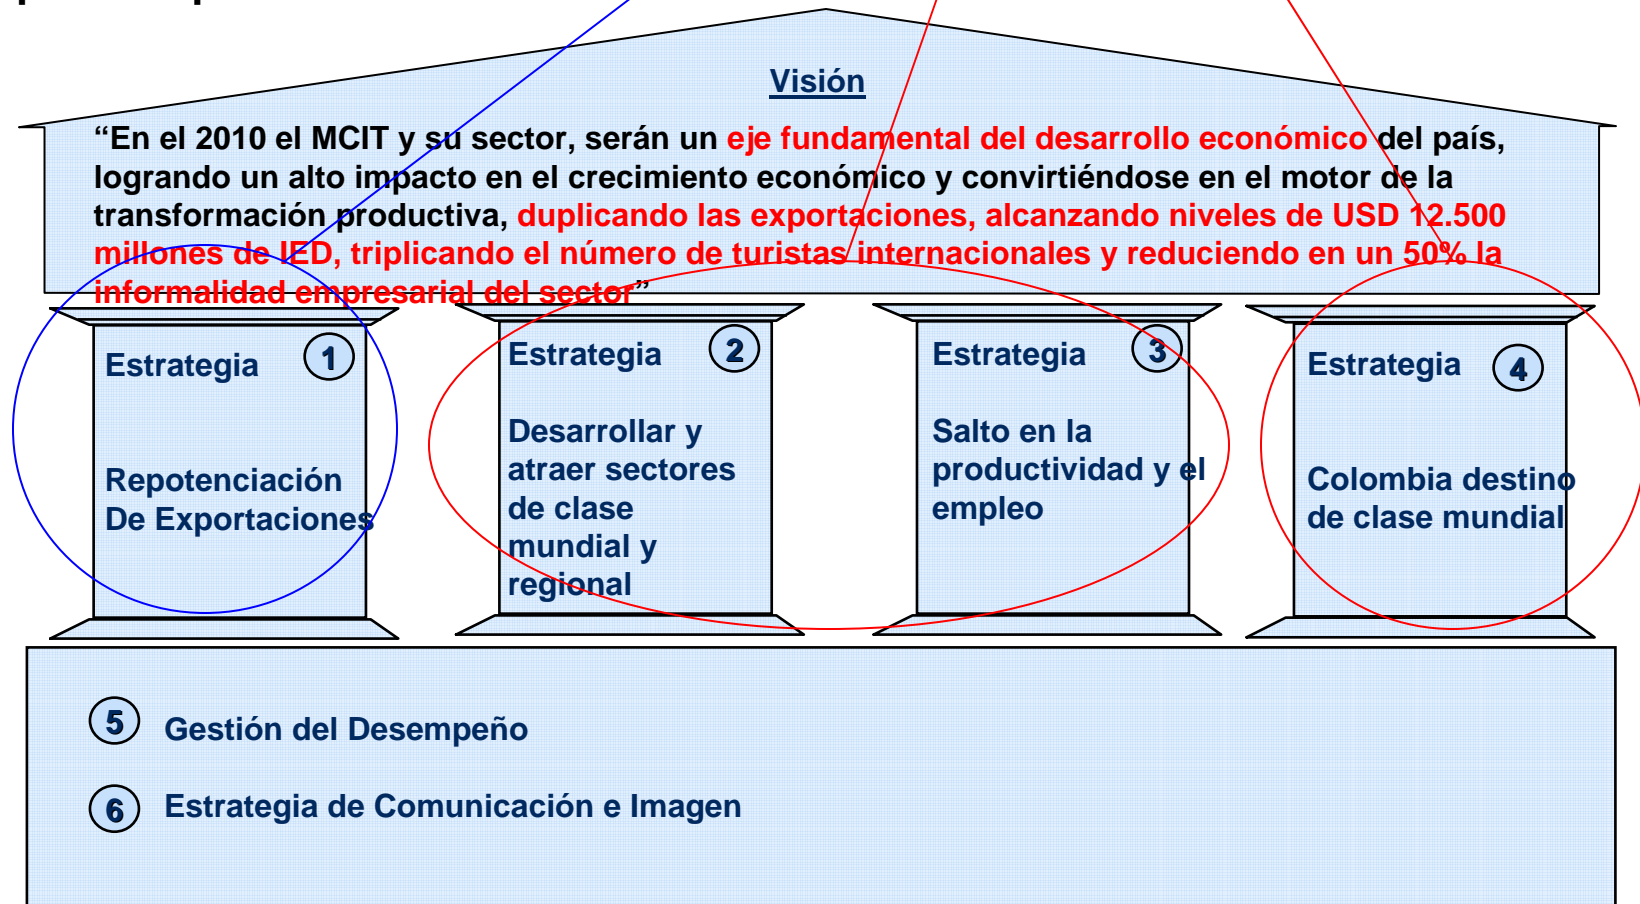 Visión
“En el 2010 el MCIT y su sector, serán un eje fundamental del desarrollo económico del país,
logrando un alto impacto en el crecimiento económico y convirtiéndose en el motor de la
transformación productiva, duplicando las exportaciones, alcanzando niveles de USD 12.500
millones de IED, triplicando el número de turistas internacionales y reduciendo en un 50% la
informalidad empresarial del sector”
Estrategia 1
Repotenciación
De Exportaciones
Estrategia 2
Desarrollar y
atraer sectores
de clase
mundial y
regional
Estrategia 3
Salto en la
productividad y el
empleo
Estrategia 4
Colombia destino
de clase mundial
5 Gestión del Desempeño
6 Estrategia de Comunicación e Imagen